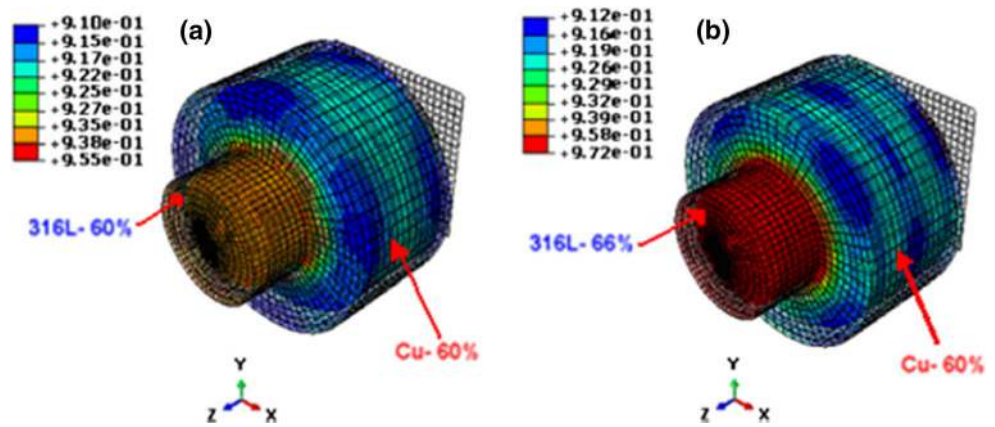 +9.10e-01
+9.15e-01
+9.17e-01
+9.22e-01
+9.25e-01
+9.27e-01
+9.35e-01
+9.38e-01
+9.55e-01
(a)
316L- 60%
Cu- 60%
Y
Z
X
+9.12e-01
+9.16e-01
+9.19e-01
+9.26e-01
+9.29e-01
+9.32e-01
+9.39e-01
+9.58e-01
+9.72e-01
(b)
316L- 66%
Cu- 60%
Y
Z
X